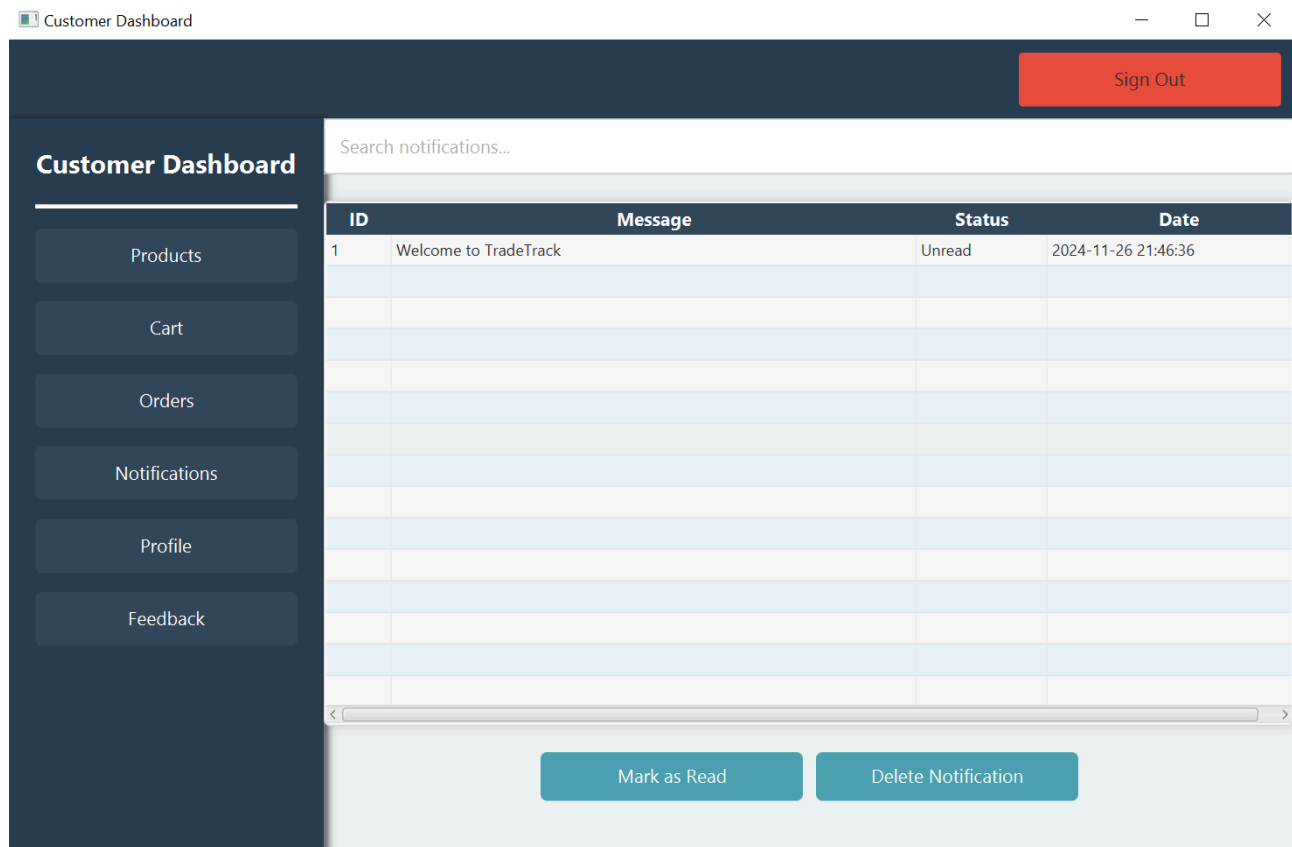 Customer Dashboard
Sign Out
Customer Dashboard
Products
Cart
Orders
Notifications
Profile
Feedback
Search notifications...
ID Message Status Date
1 Welcome to TradeTrack Unread 2024-11-26 21:46:36
Mark as Read Delete Notification